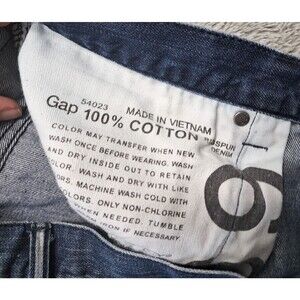 54023
MADE IN VIETNAM
Gap 100% COTTON
COLOR MAY TRANSFER WHEN NEW
WASH ONCE BEFORE WEARING. WASH
AND DRY INSIDE OUT TO RETAIN
COLOR. WASH AND DRY WITH LIKE
COLORS. MACHINE WASH COLD WITH
COLORS. ONLY NON-CHLORINE
WHEN NEEDED. TUMBLE
IRON IF NECESSARY.
DENIM